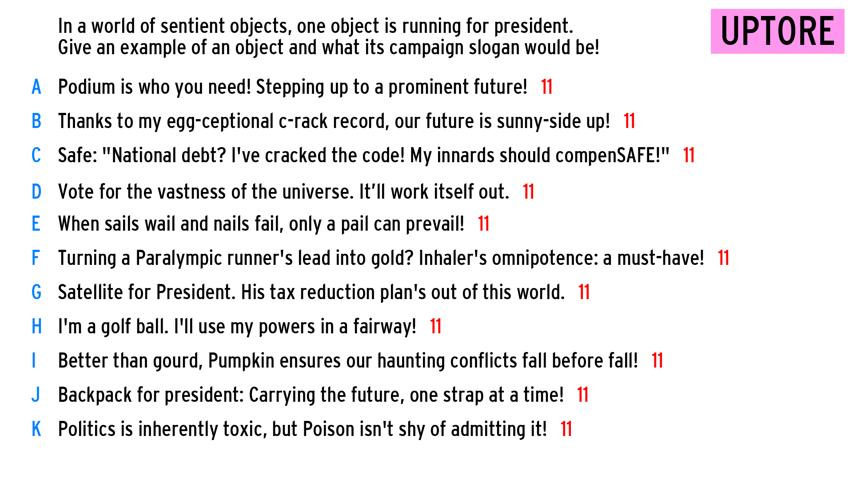 In a world of sentient objects, one object is running for president.
Give an example of an object and what its campaign slogan would be!
UPTORE
A Podium is who you need! Stepping up to a prominent future! 11
B Thanks to my egg-ceptional c-rack record, our future is sunny-side up! 11
C Safe: "National debt? I've cracked the code! My innards should compenSAFE!" 11
D Vote for the vastness of the universe. It’ll work itself out. 11
E When sails wail and nails fail, only a pail can prevail! 11
F Turning a Paralympic runner's lead into gold? Inhaler's omnipotence: a must-have! 11
G Satellite for President. His tax reduction plan's out of this world. 11
H I'm a golf ball. I'll use my powers in a fairway! 11
I Better than gourd, Pumpkin ensures our haunting conflicts fall before fall! 11
J Backpack for president: Carrying the future, one strap at a time! 11
K Politics is inherently toxic, but Poison isn't shy of admitting it! 11